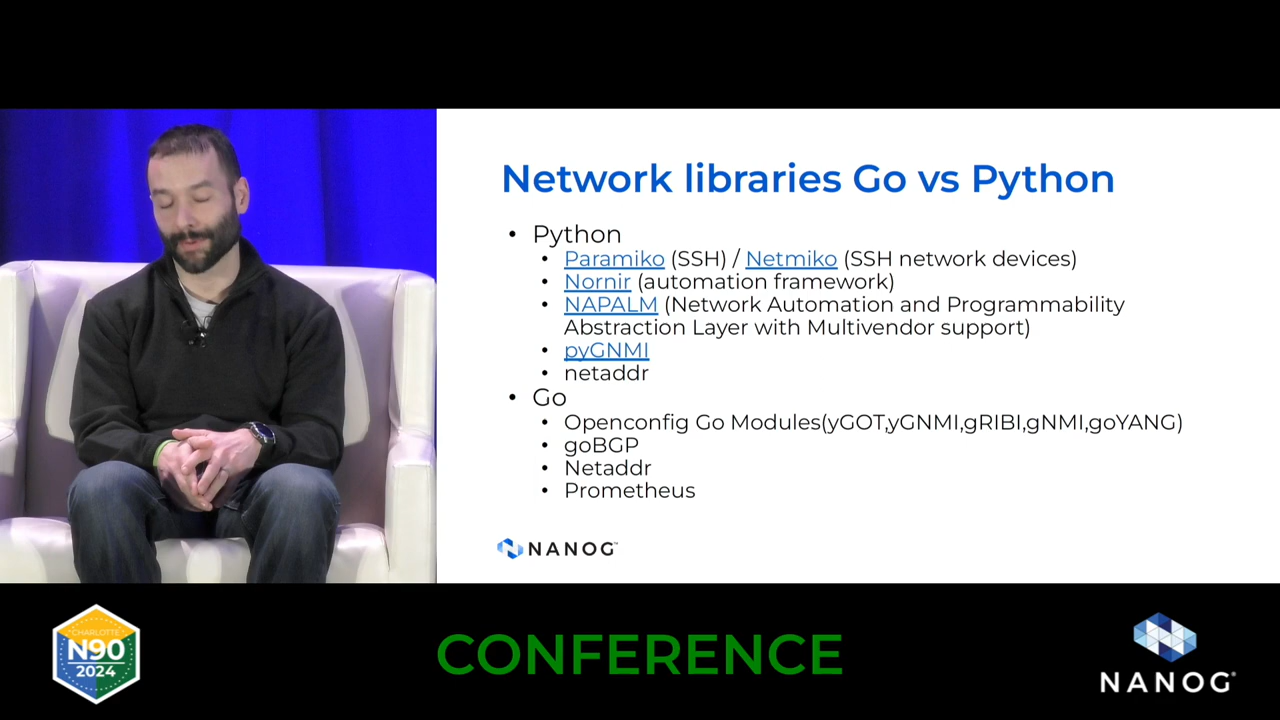 Network libraries Go vs Python
• Python
• Paramiko (SSH) / Netmiko (SSH network devices)
• Nornir (automation framework)
• NAPALM (Network Automation and Programmability
Abstraction Layer with Multivendor support)
• pyGNMI
• netaddr
• Go
• Openconfig Go Modules(yGOT,yGNMI,gRIBI,gNMI,goYANG)
• goBGP
• Netaddr
• Prometheus
NANOG™
CHARLOTTE
N90
2024
CONFERENCE
NANOG®